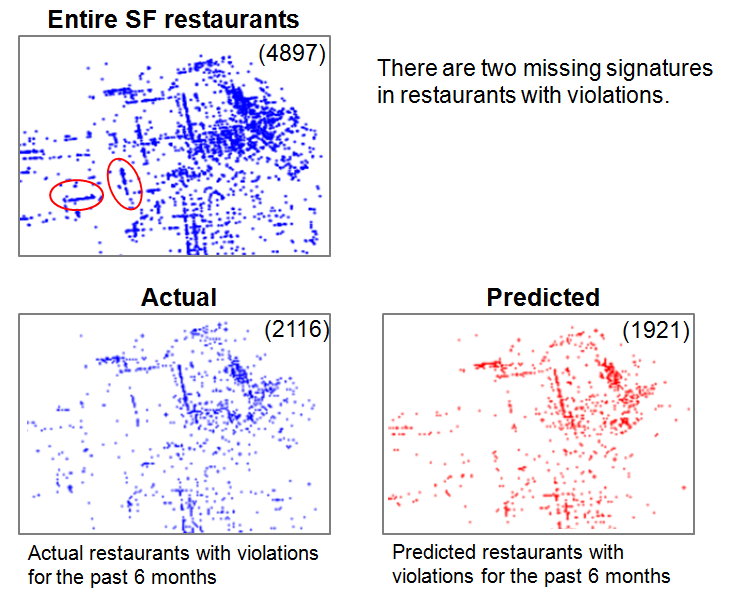 Entire SF restaurants
(4897)
There are two missing signatures
in restaurants with violations.
Actual
(2116)
Actual restaurants with violations
for the past 6 months
Predicted
(1921)
Predicted restaurants with
violations for the past 6 months